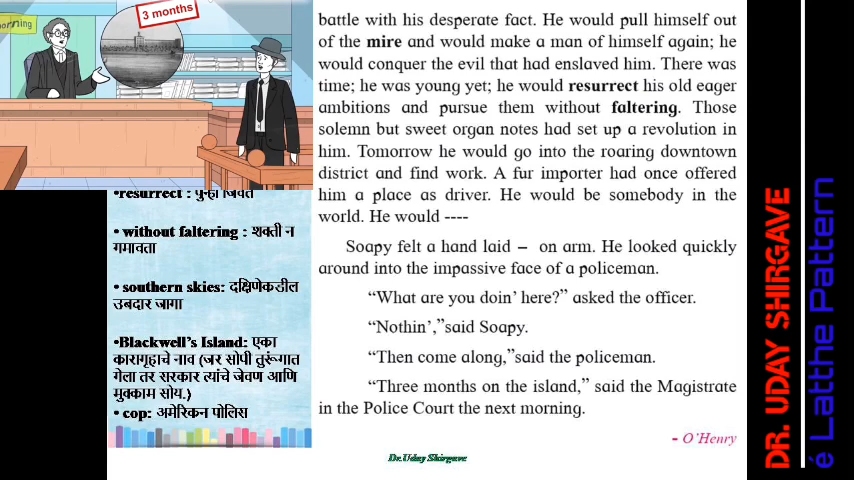 orning
3 months
•resurrect : पुन्हा जिवंत
• without faltering : शक्ती न
गमावता
• southern skies: दक्षिणेकडील
उबदार जागा
•Blackwell's Island: एका
कारागृहाचे नाव (जर सोपी तुरूंगात
गेला तर सरकार त्यांचे जेवण आणि
मुक्काम सोय.)
• cop: अमेरिकन पोलिस
battle with his desperate fact. He would pull himself out
of the mire and would make a man of himself again; he
would conquer the evil that had enslaved him. There was
time; he was young yet; he would resurrect his old eager
ambitions and pursue them without faltering. Those
solemn but sweet organ notes had set up a revolution in
him. Tomorrow he would go into the roaring downtown
district and find work. A fur importer had once offered
him a place as driver. He would be somebody in the
world. He would ----
Soapy felt a hand laid – on arm. He looked quickly
around into the impassive face of a policeman.
“What are you doin’ here?” asked the officer.
“Nothin’,”said Soapy.
“Then come along,”said the policeman.
“Three months on the island,” said the Magistrate
in the Police Court the next morning.
- O’Henry
Dr.Uday Shirgave
DR. UDAY SHIRGAVE
é Latthe Pattern